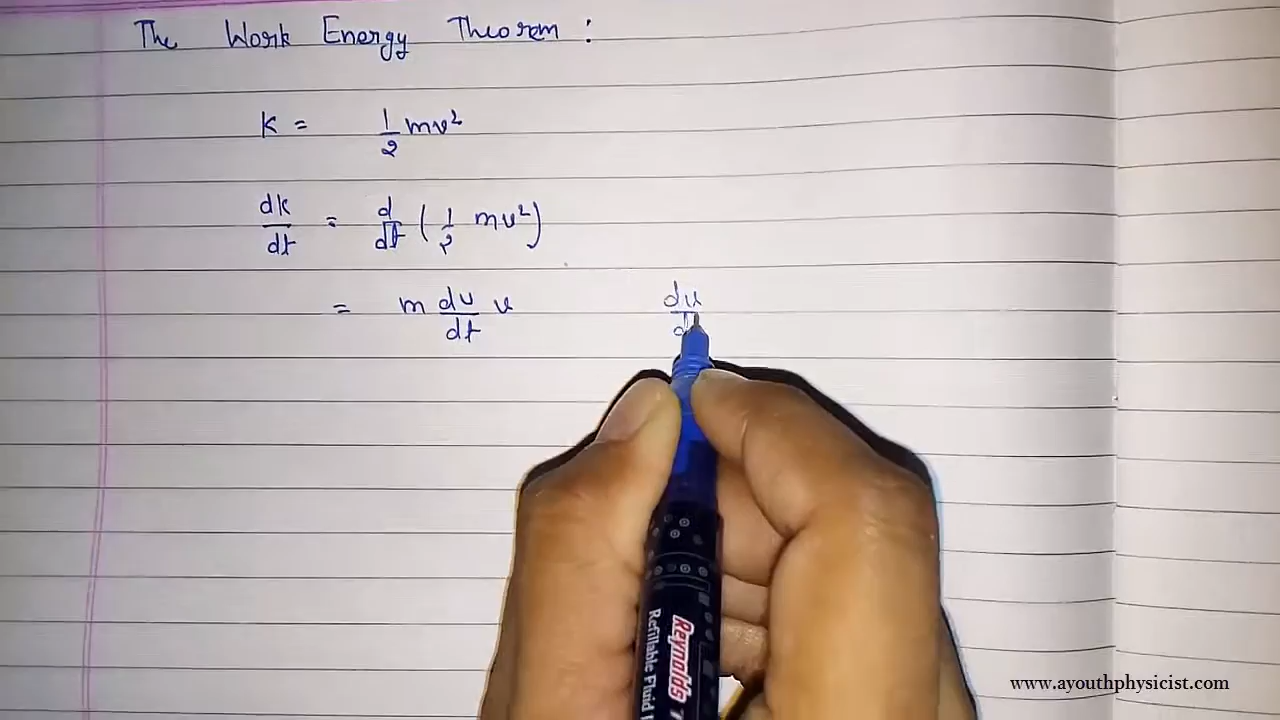 The Work Energy Theorem :
K = 1/2 mv²
dk/dt = d/dt (1/2 mv²)
= m dv/dt v
dv/d
Reynolds
Refillable Fluid
www.ayouthphysicist.com